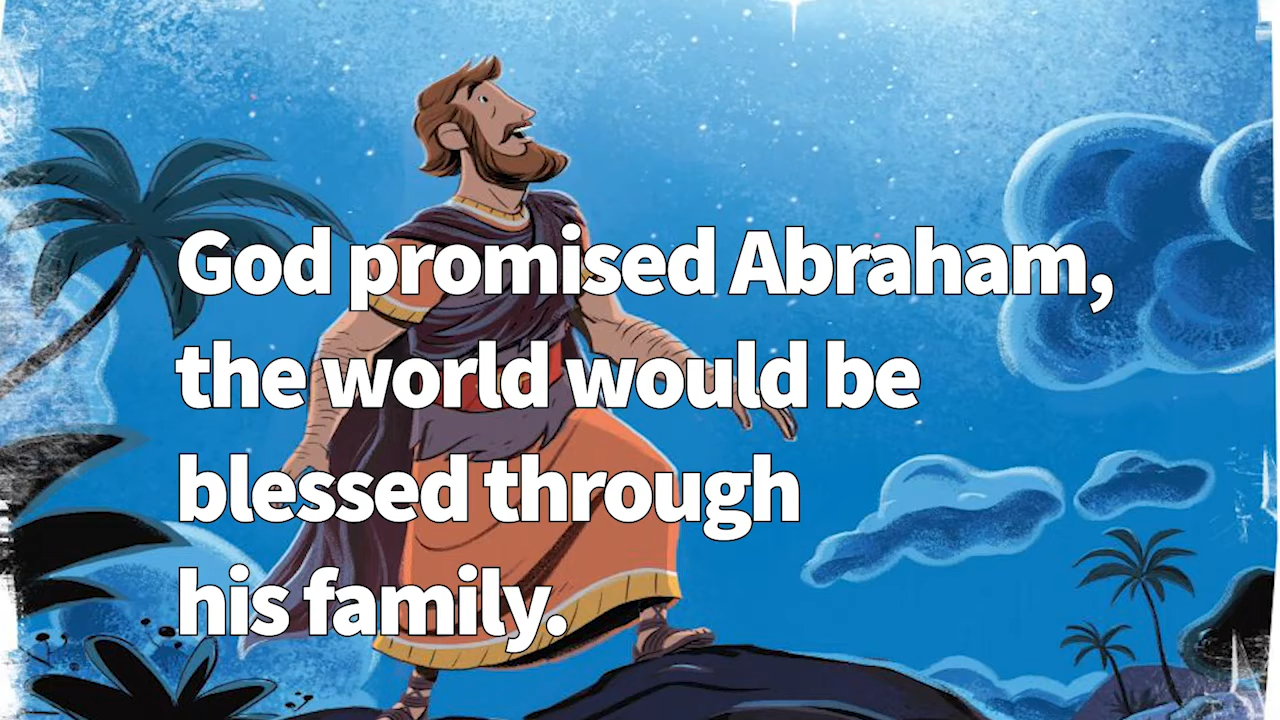 God promised Abraham,
the world would be
blessed through
his family.